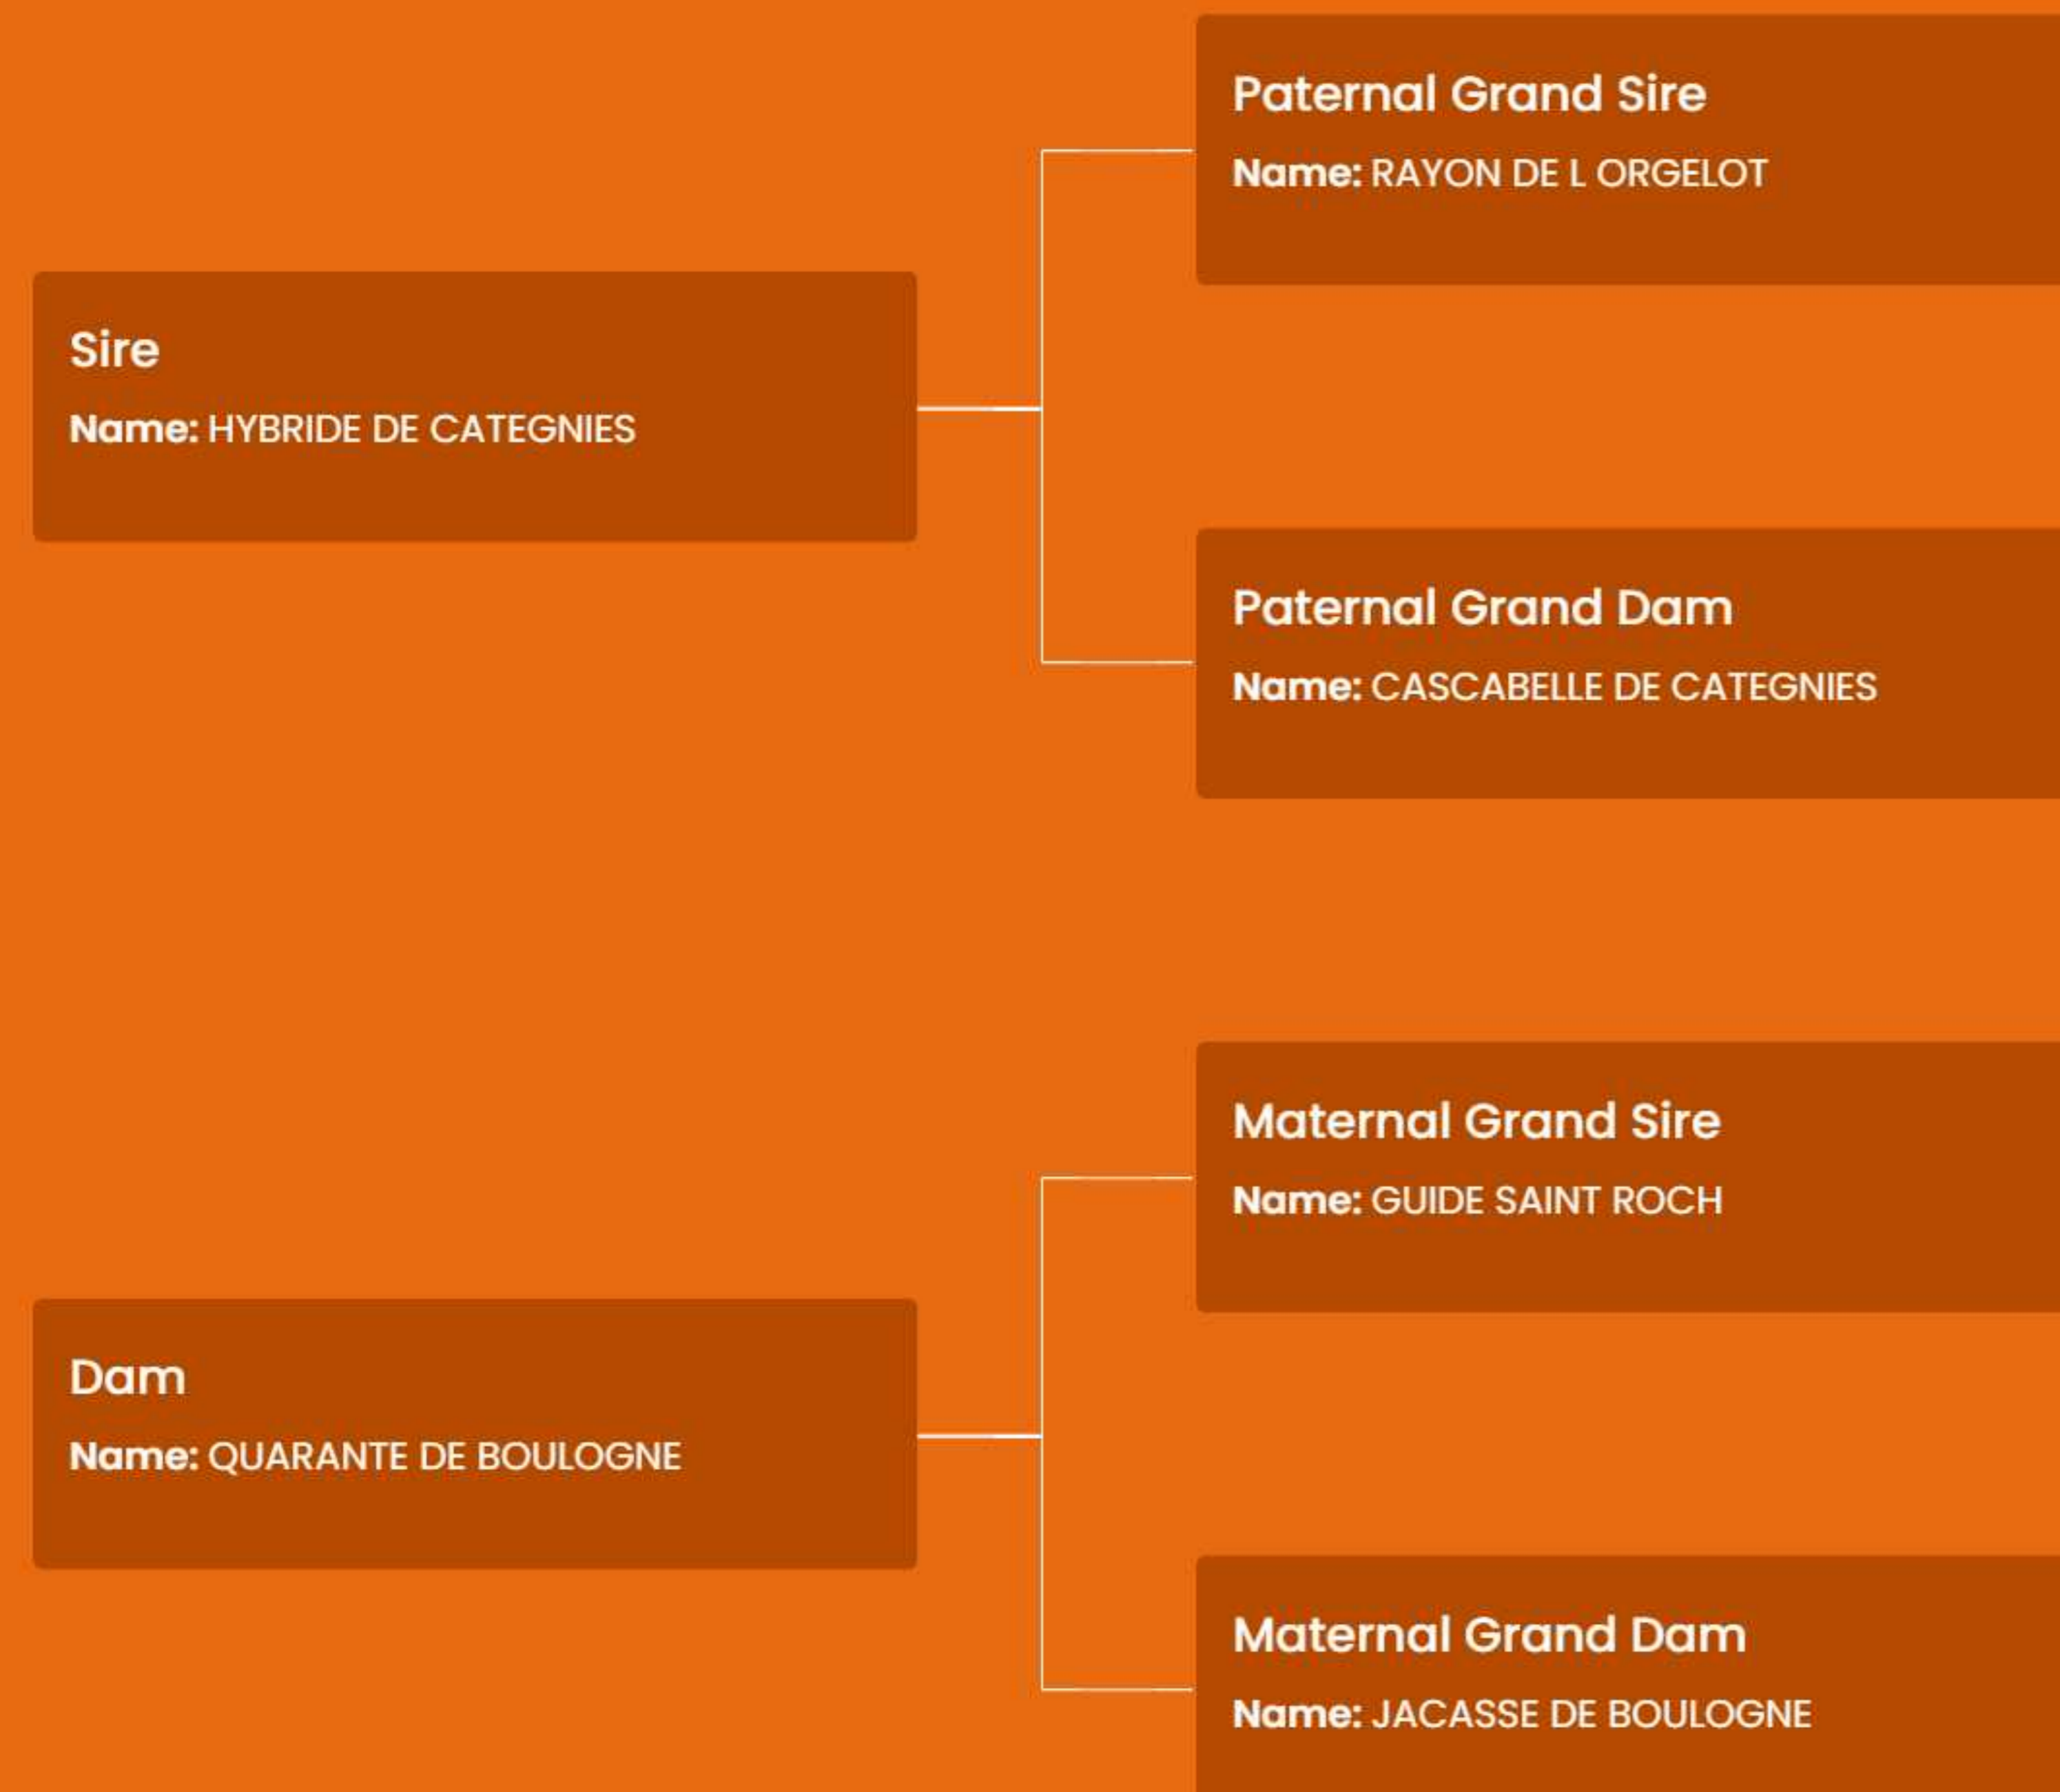 Paternal Grand Sire
Name: RAYON DE L ORGELOT
Sire
Name: HYBRIDE DE CATEGNIES
Paternal Grand Dam
Name: CASCABELLE DE CATEGNIES
Maternal Grand Sire
Name: GUIDE SAINT ROCH
Dam
Name: QUARANTE DE BOULOGNE
Maternal Grand Dam
Name: JACASSE DE BOULOGNE